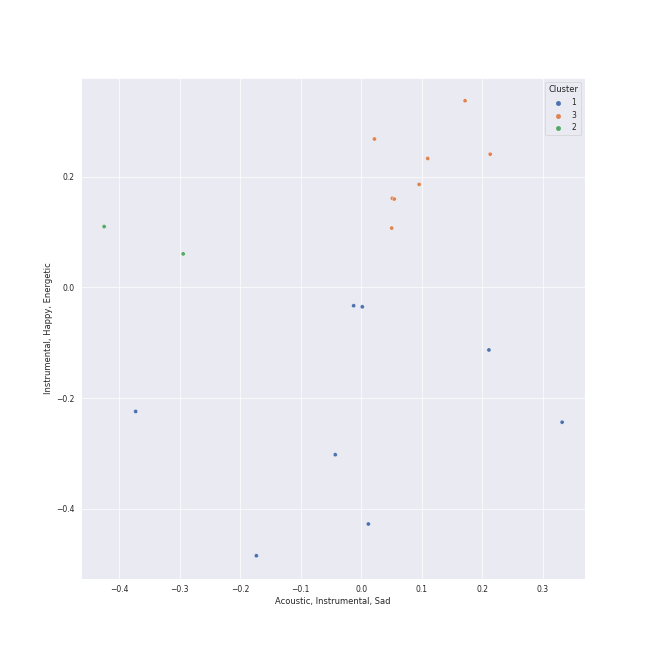 Cluster
1
3
2
0.2
0.0
−0.2
−0.4
Instrumental, Happy, Energetic
−0.4 −0.3 −0.2 −0.1 0.0 0.1 0.2 0.3
Acoustic, Instrumental, Sad